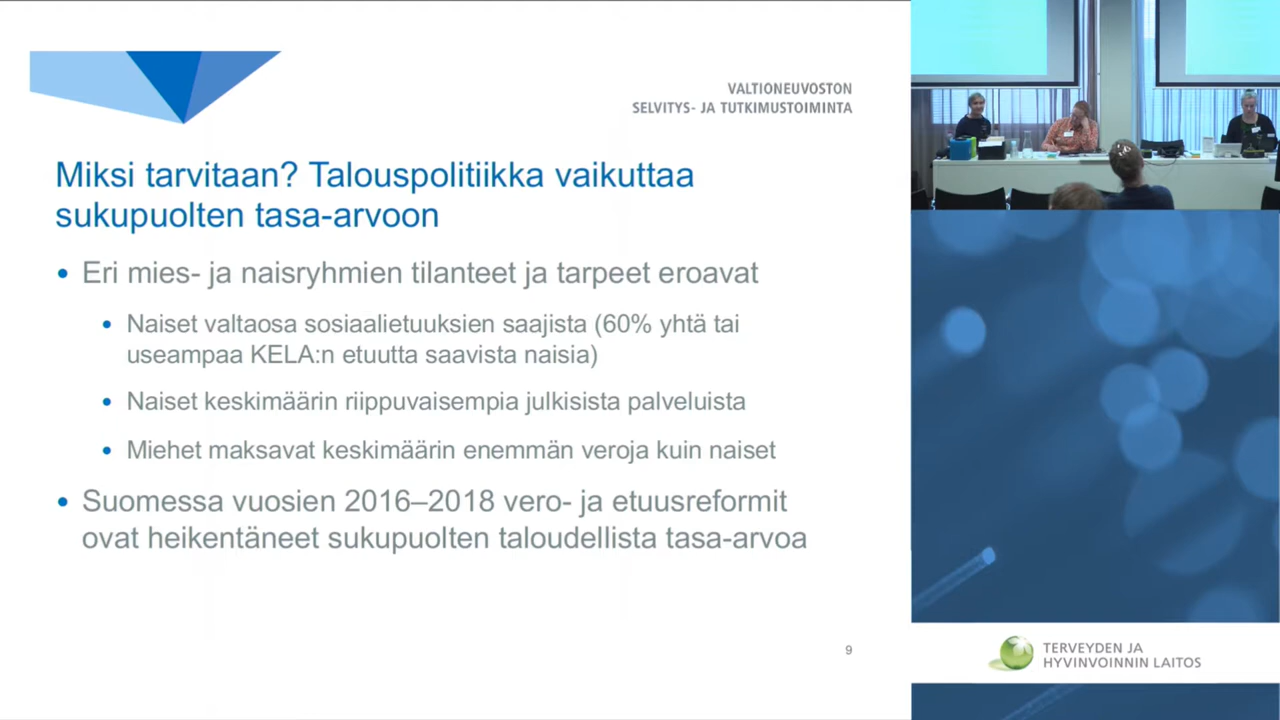 VALTIONEUVOSTON
SELVITYS- JA TUTKIMUSTOIMINTA
Miksi tarvitaan? Talouspolitiikka vaikuttaa
sukupuolten tasa-arvoon
• Eri mies- ja naisryhmien tilanteet ja tarpeet eroavat
• Naiset valtaosa sosiaalietuuksien saajista (60% yhtä tai
useampaa KELA:n etuutta saavista naisia)
• Naiset keskimäärin riippuvaisempia julkisista palveluista
• Miehet maksavat keskimäärin enemmän veroja kuin naiset
• Suomessa vuosien 2016–2018 vero- ja etuusreformit
ovat heikentäneet sukupuolten taloudellista tasa-arvoa
9
TERVEYDEN JA
HYVINVOINNIN LAITOS